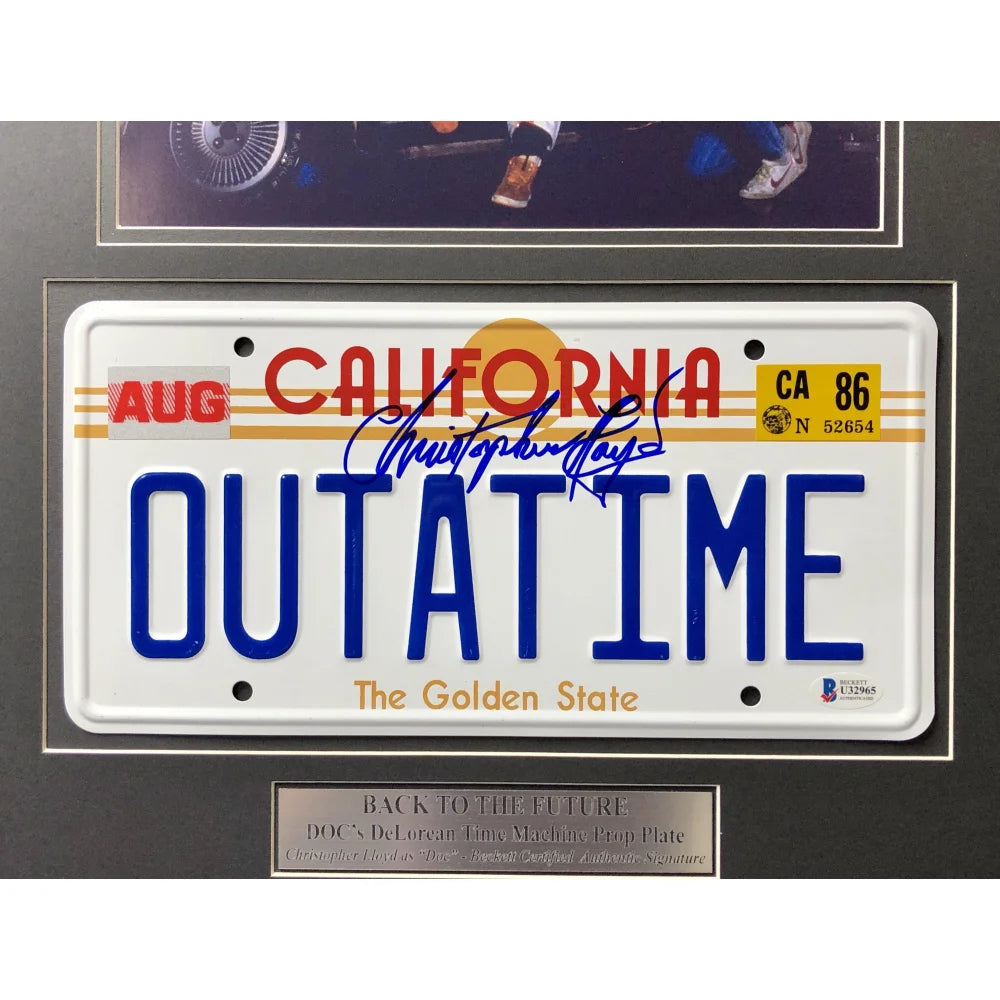 CALIFORNIA
AUG
CA 86
N 52654
Christopher Lloyd
OUTATIME
The Golden State
BECKETT
U32965
AUTHENTICATED
BACK TO THE FUTURE
DOC's DeLorean Time Machine Prop Plate
Christopher Lloyd as "Doc" - Beckett Certified Authentic Signature